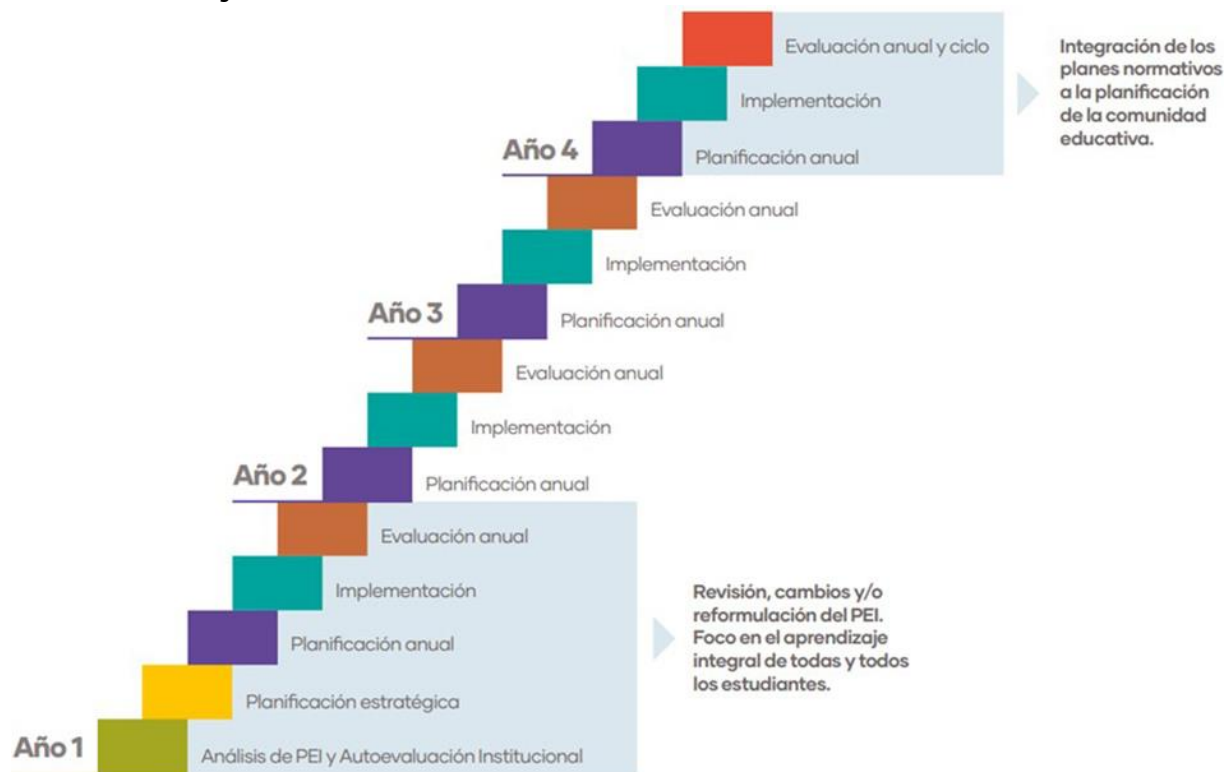 Evaluación anual y ciclo
Implementación
Año 4
Planificación anual
Integración de los
planes normativos
a la planificación
de la comunidad
educativa.
Evaluación anual
Implementación
Año 3
Planificación anual
Evaluación anual
Implementación
Año 2
Planificación anual
Evaluación anual
Implementación
Planificación anual
Planificación estratégica
Año 1
Análisis de PEI y Autoevaluación Institucional
Revisión, cambios y/o
reformulación del PEI.
Foco en el aprendizaje
integral de todas y todos
los estudiantes.